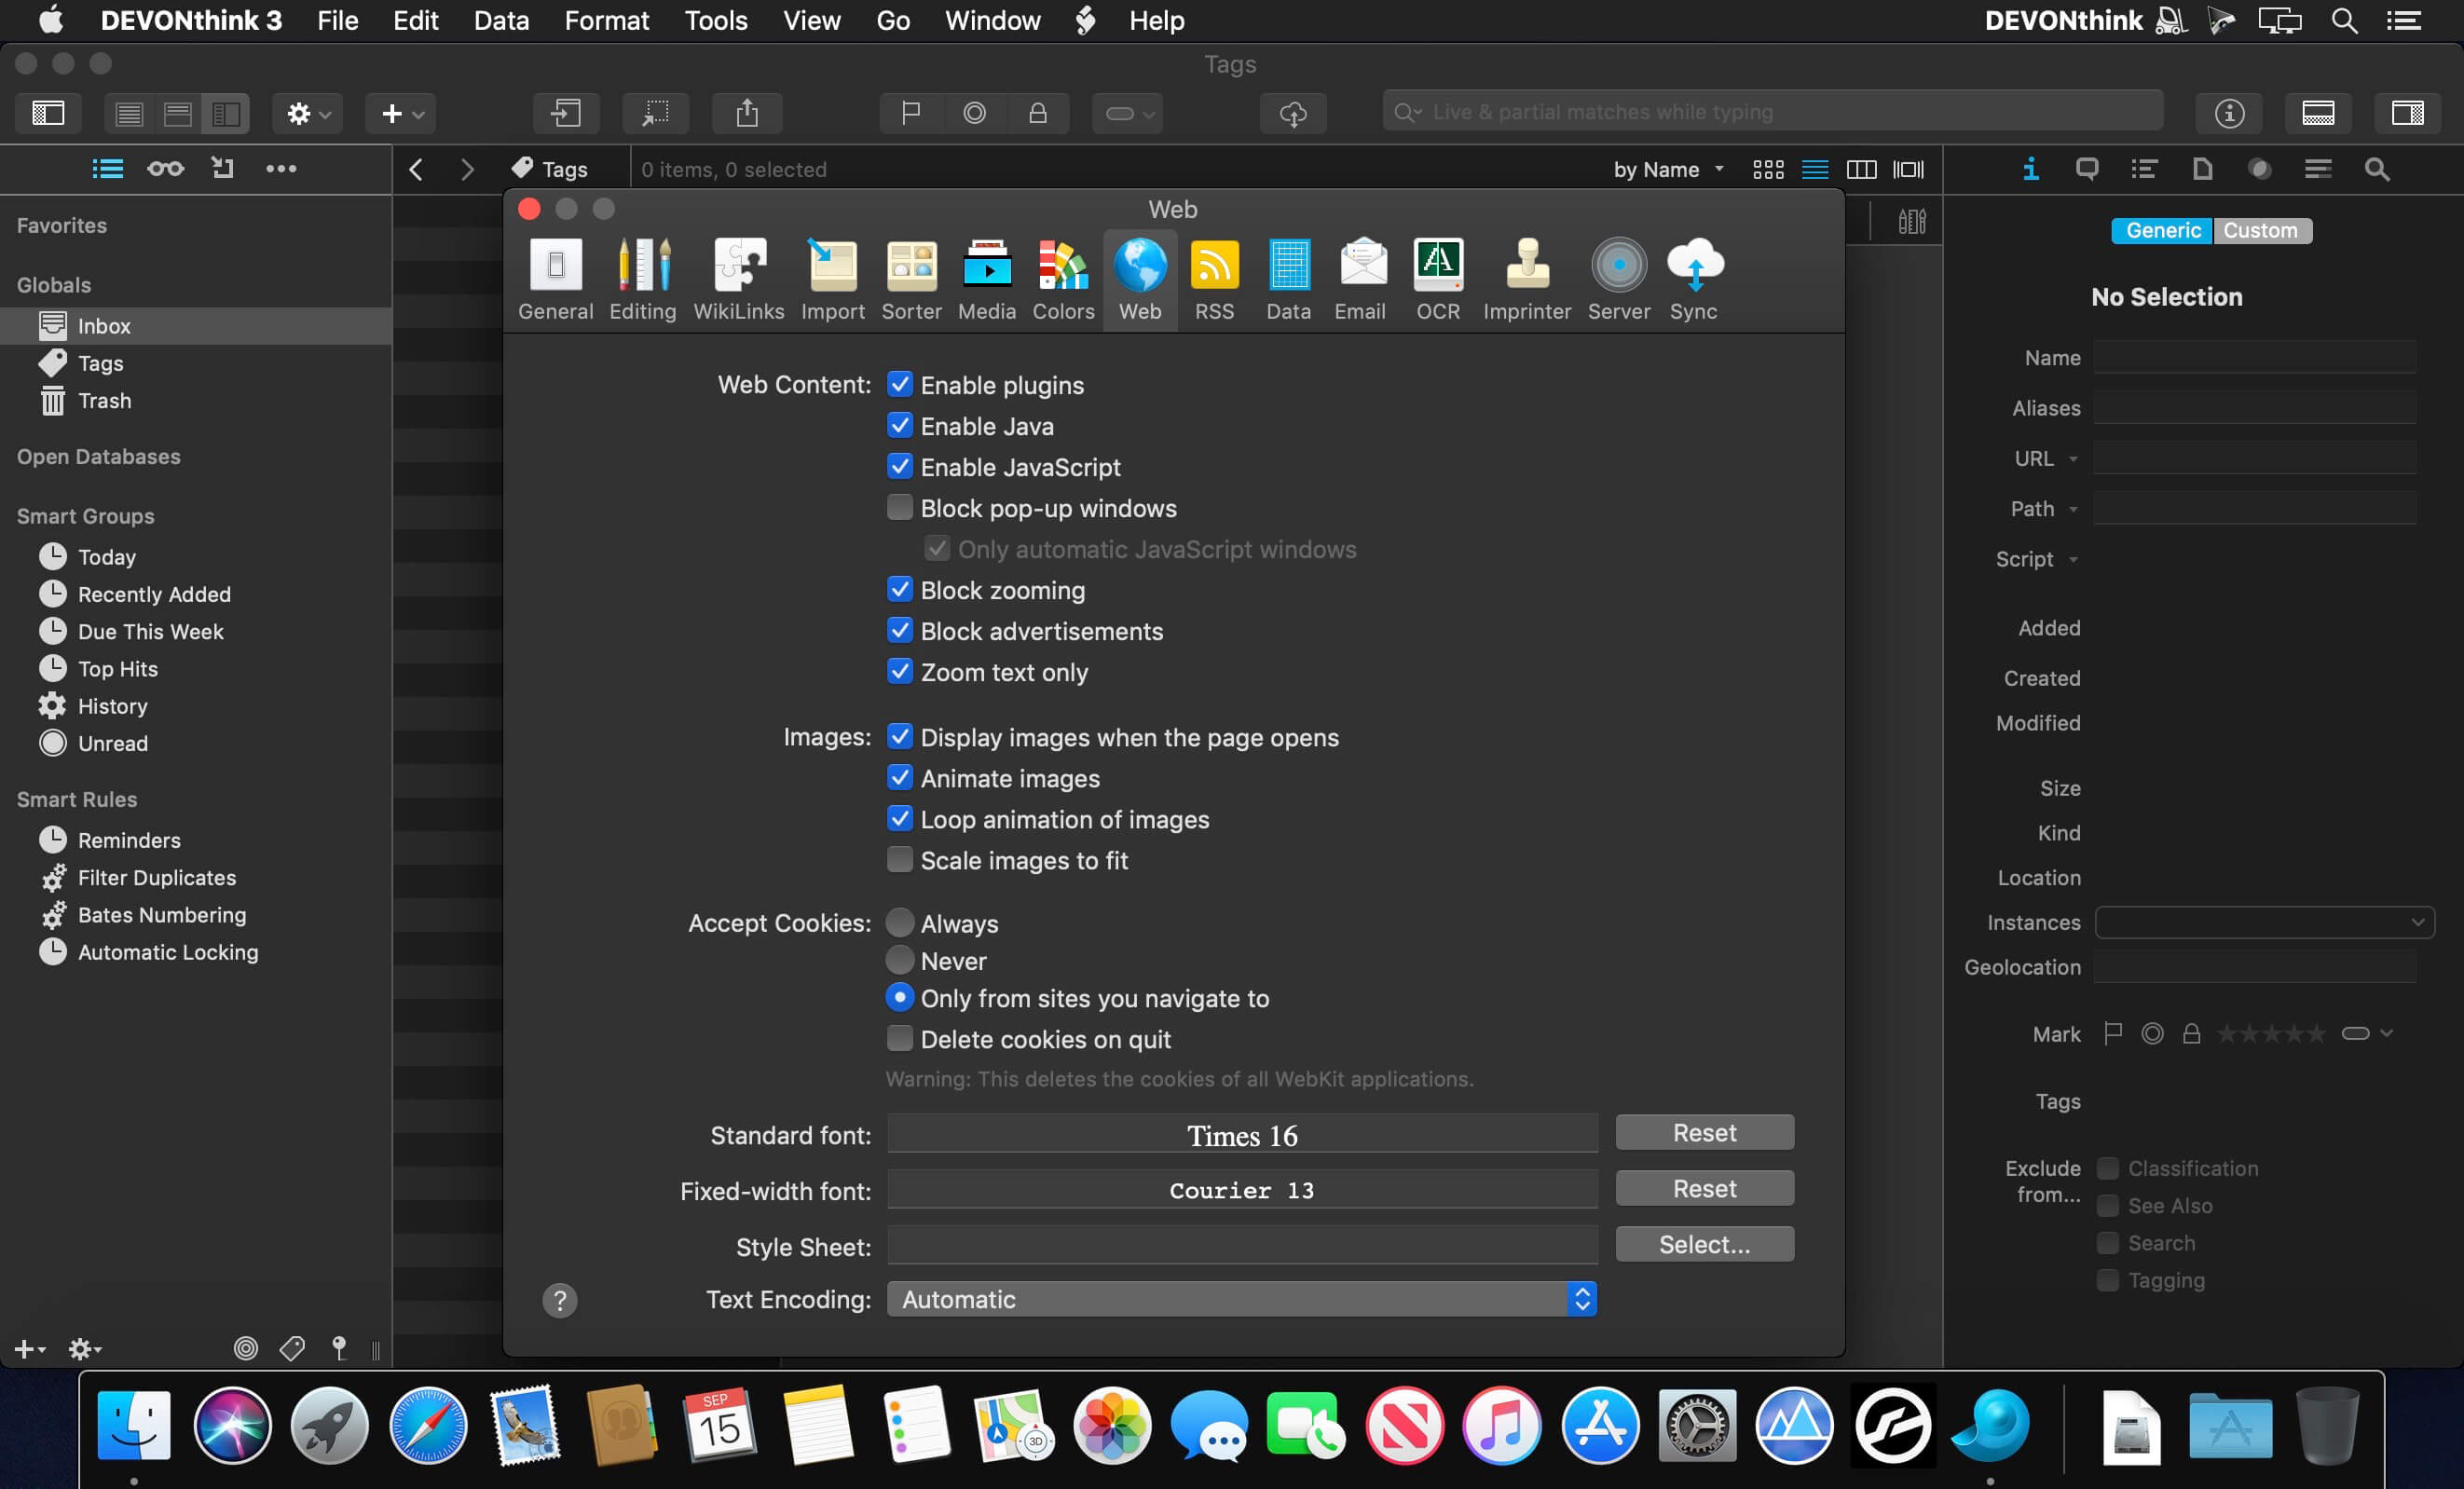 DEVONthink 3 File Edit Data Format Tools View Go Window Help DEVONthink
Tags
Live & partial matches while typing
Tags 0 items, 0 selected by Name
Favorites
Globals
Inbox
Tags
Trash
Open Databases
Smart Groups
Today
Recently Added
Due This Week
Top Hits
History
Unread
Smart Rules
Reminders
Filter Duplicates
Bates Numbering
Automatic Locking
Web
General Editing WikiLinks Import Sorter Media Colors Web RSS Data Email OCR Imprinter Server Sync
Web Content: Enable plugins
Enable Java
Enable JavaScript
Block pop-up windows
Only automatic JavaScript windows
Block zooming
Block advertisements
Zoom text only
Images: Display images when the page opens
Animate images
Loop animation of images
Scale images to fit
Accept Cookies: Always
Never
Only from sites you navigate to
Delete cookies on quit
Warning: This deletes the cookies of all WebKit applications.
Standard font: Times 16 Reset
Fixed-width font: Courier 13 Reset
Style Sheet: Select...
? Text Encoding: Automatic
Generic Custom
No Selection
Name
Aliases
URL
Path
Script
Added
Created
Modified
Size
Kind
Location
Instances
Geolocation
Mark
Tags
Exclude from... Classification
See Also
Search
Tagging
SEP
15
3D